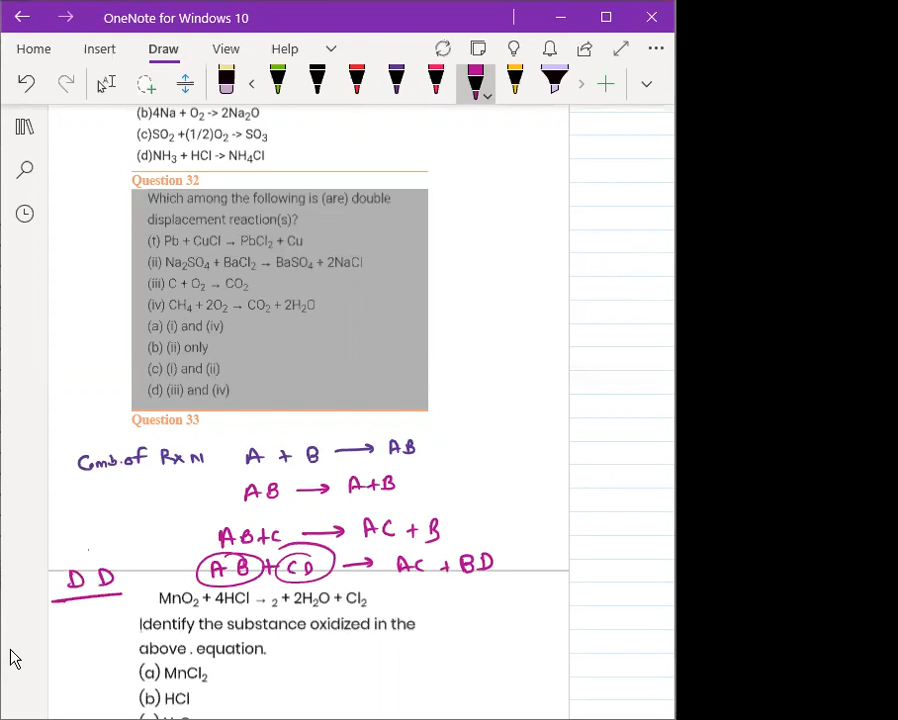 OneNote for Windows 10
Home Insert Draw View Help
(b)4Na + O₂ -> 2Na₂O
(c)SO₂ +(1/2)O₂ -> SO₃
(d)NH₃ + HCl -> NH₄Cl
Question 32
Which among the following is (are) double
displacement reaction(s)?
(t) Pb + CuCl → PbCl₂ + Cu
(ii) Na₂SO₄ + BaCl₂ → BaSO₄ + 2NaCl
(iii) C + O₂ → CO₂
(iv) CH₄ + 2O₂ → CO₂ + 2H₂O
(a) (i) and (iv)
(b) (ii) only
(c) (i) and (ii)
(d) (iii) and (iv)
Question 33
Comb. of RxN A + B → AB
AB → A+B
AB+C → AC + B
AB + CD → AC + BD
DD
MnO₂ + 4HCl → ₂ + 2H₂O + Cl₂
Identify the substance oxidized in the
above . equation.
(a) MnCl₂
(b) HCl